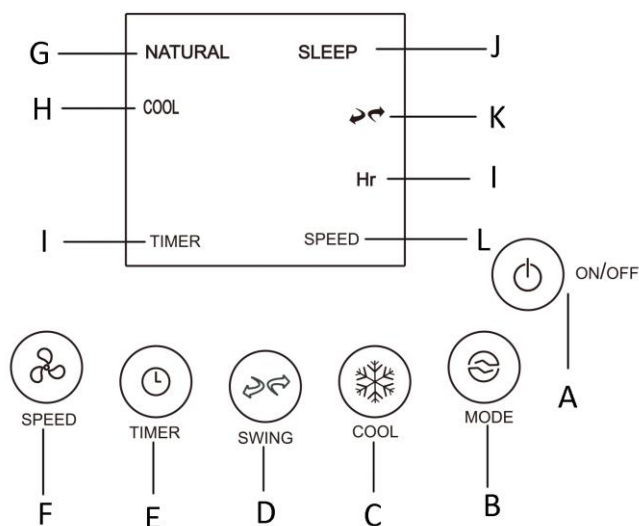 G NATURAL SLEEP J
H COOL K
Hr I
I TIMER SPEED L
ON/OFF
A
SPEED TIMER SWING COOL MODE
F E D C B